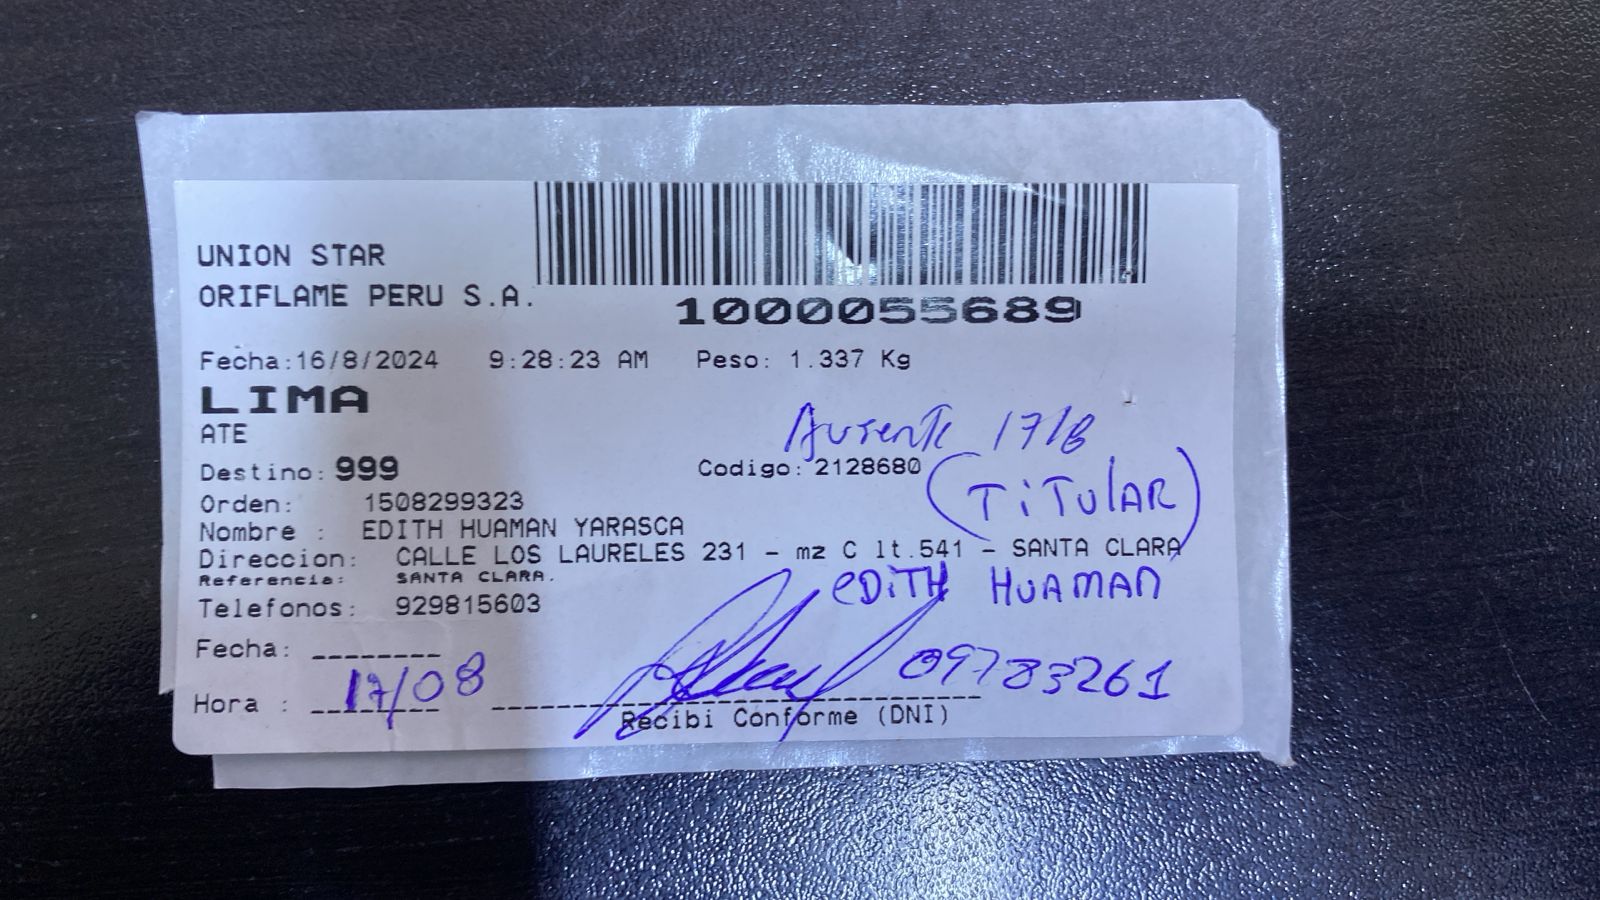 UNION STAR
ORIFLAME PERU S.A.
1000055689
Fecha:16/8/2024 9:28:23 AM Peso: 1.337 Kg
LIMA
ATE
Ausente 17/8
Destino: 999 Codigo: 2128680
(TiTulAR)
Orden: 1508299323
Nombre : EDITH HUAMAN YARASCA
Direccion: CALLE LOS LAURELES 231 - mz C lt.541 - SANTA CLARA
Referencia: SANTA CLARA.
eDiTH HUAMAN
Telefonos: 929815603
Fecha: ________
09783261
Hora : 17/08
Recibi Conforme (DNI)